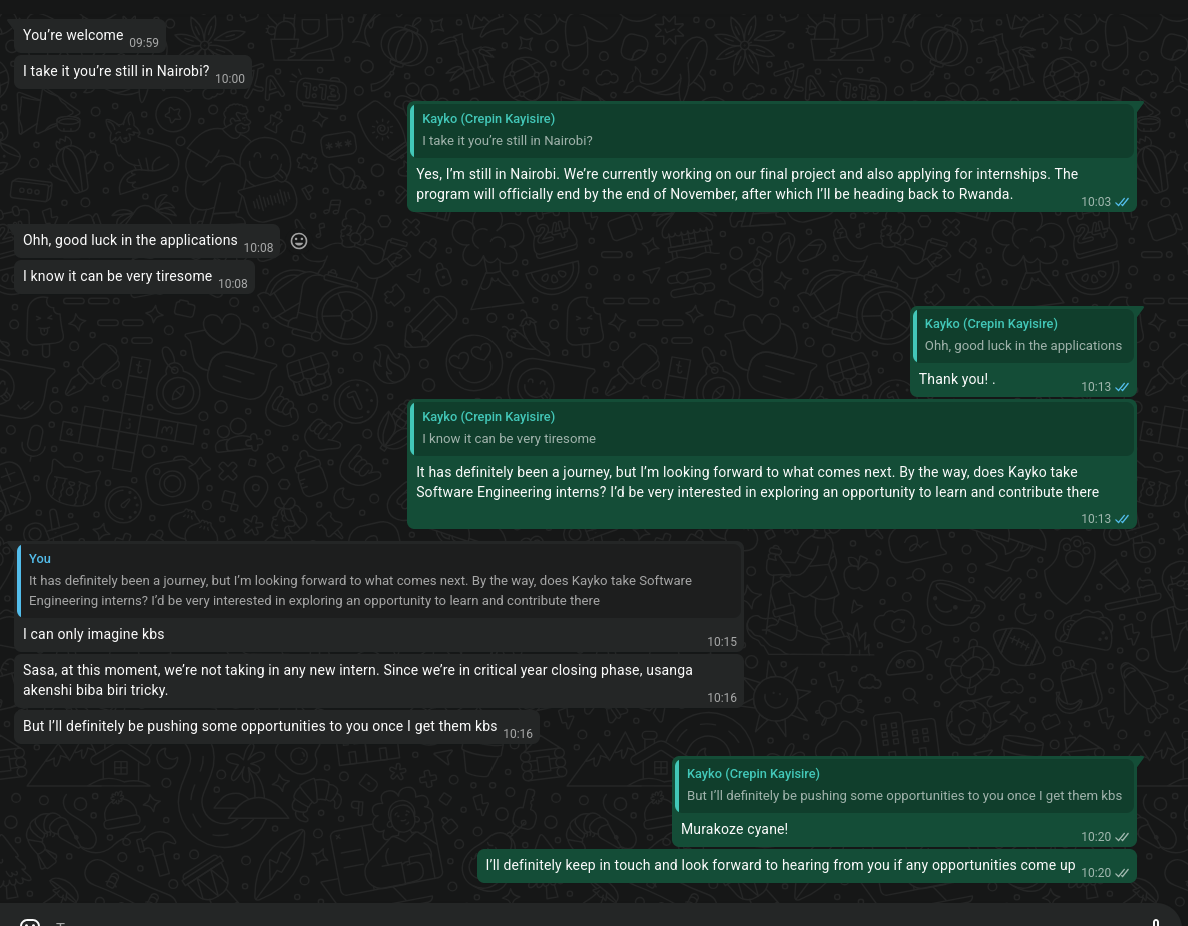 You’re welcome 09:59
I take it you’re still in Nairobi? 10:00
Kayko (Crepin Kayisire)
I take it you’re still in Nairobi?
Yes, I’m still in Nairobi. We’re currently working on our final project and also applying for internships. The
program will officially end by the end of November, after which I’ll be heading back to Rwanda.
10:03
Ohh, good luck in the applications 10:08
I know it can be very tiresome 10:08
Kayko (Crepin Kayisire)
Ohh, good luck in the applications
Thank you! .
10:13
Kayko (Crepin Kayisire)
I know it can be very tiresome
It has definitely been a journey, but I’m looking forward to what comes next. By the way, does Kayko take
Software Engineering interns? I’d be very interested in exploring an opportunity to learn and contribute there
10:13
You
It has definitely been a journey, but I’m looking forward to what comes next. By the way, does Kayko take Software
Engineering interns? I’d be very interested in exploring an opportunity to learn and contribute there
I can only imagine kbs
10:15
Sasa, at this moment, we’re not taking in any new intern. Since we’re in critical year closing phase, usanga
akenshi biba biri tricky.
10:16
But I’ll definitely be pushing some opportunities to you once I get them kbs 10:16
Kayko (Crepin Kayisire)
But I’ll definitely be pushing some opportunities to you once I get them kbs
Murakoze cyane!
10:20
I’ll definitely keep in touch and look forward to hearing from you if any opportunities come up 10:20